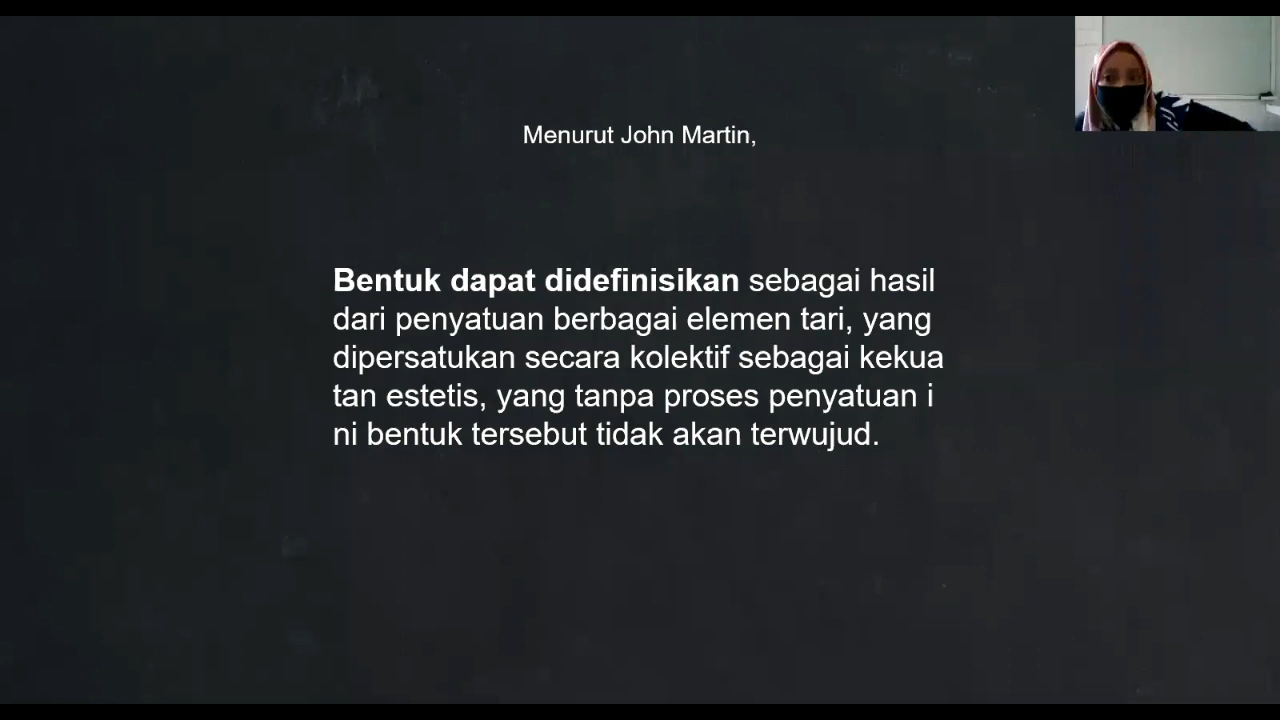 Menurut John Martin,
Bentuk dapat didefinisikan sebagai hasil
dari penyatuan berbagai elemen tari, yang
dipersatukan secara kolektif sebagai kekua
tan estetis, yang tanpa proses penyatuan i
ni bentuk tersebut tidak akan terwujud.